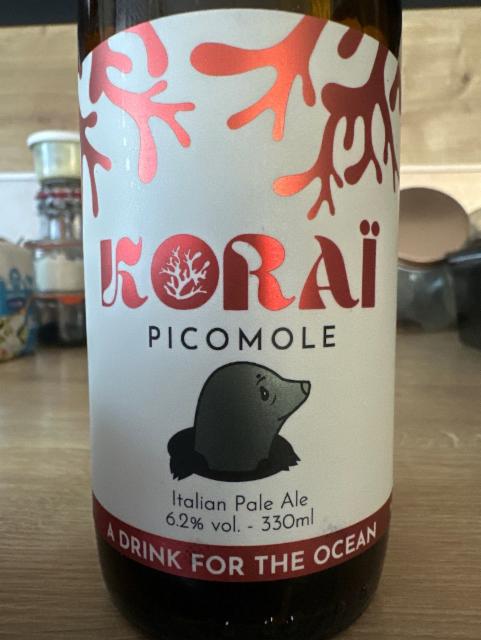 KORAÏ
PICOMOLE
Italian Pale Ale
6.2% vol. - 330ml
A DRINK FOR THE OCEAN